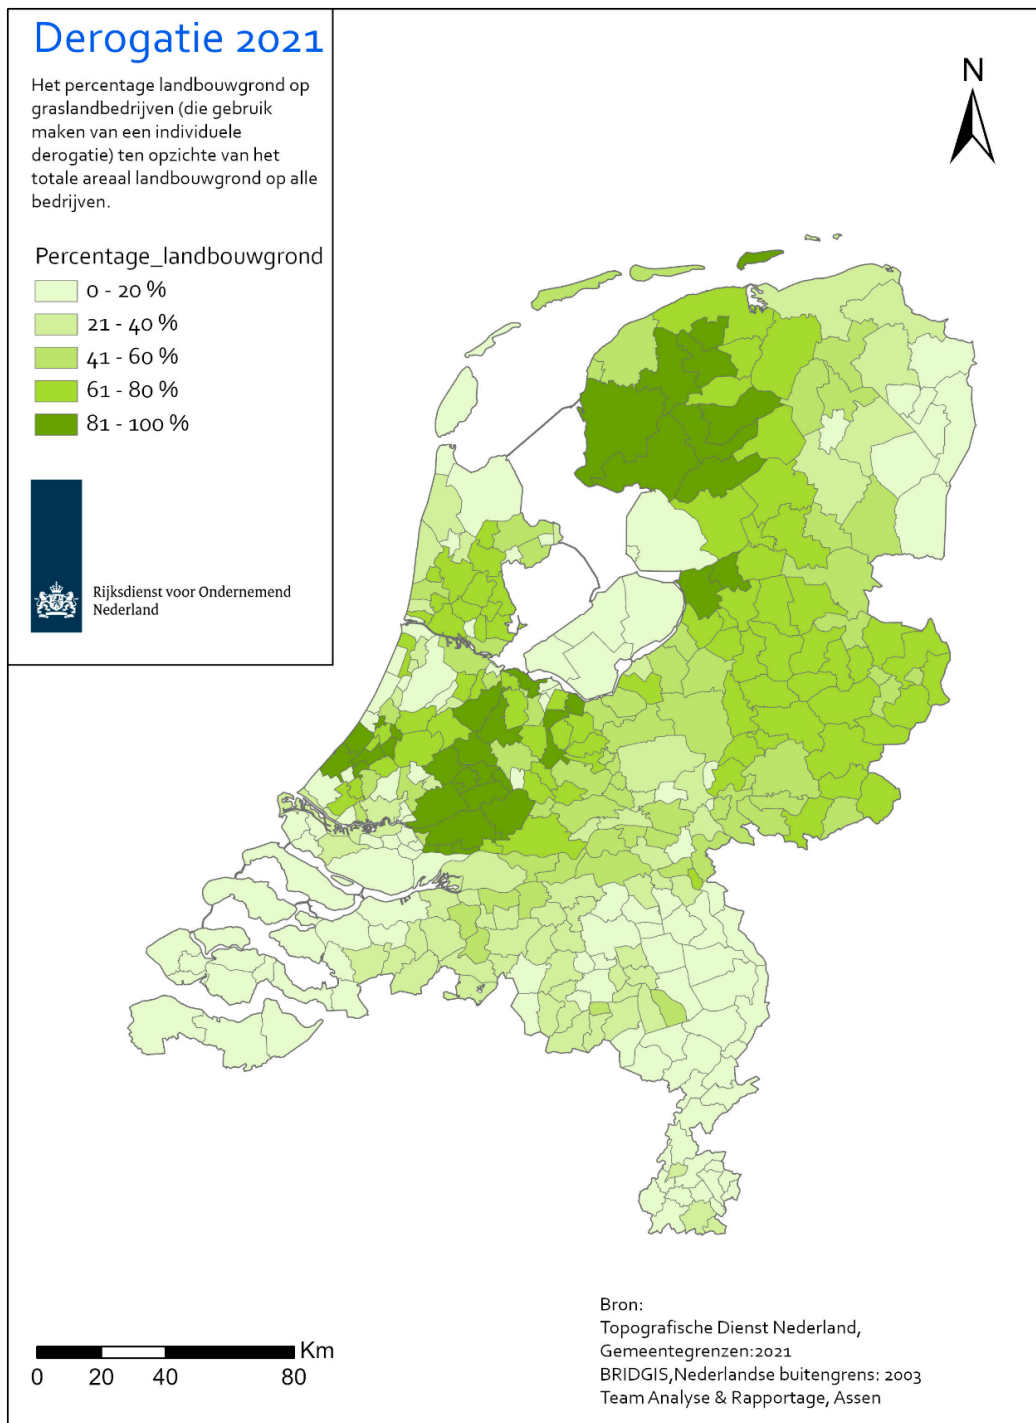 Derogatie 2021
Het percentage landbouwgrond op
graslandbedrijven (die gebruik
maken van een individuele
derogatie) ten opzichte van het
totale areaal landbouwgrond op alle
bedrijven.
Percentage_landbouwgrond
0 - 20 %
21 - 40 %
41 - 60 %
61 - 80 %
81 - 100 %
Rijksdienst voor Ondernemend
Nederland
N
Km
0 20 40 80
Bron:
Topografische Dienst Nederland,
Gemeentegrenzen:2021
BRIDGIS,Nederlandse buitengrens: 2003
Team Analyse & Rapportage, Assen